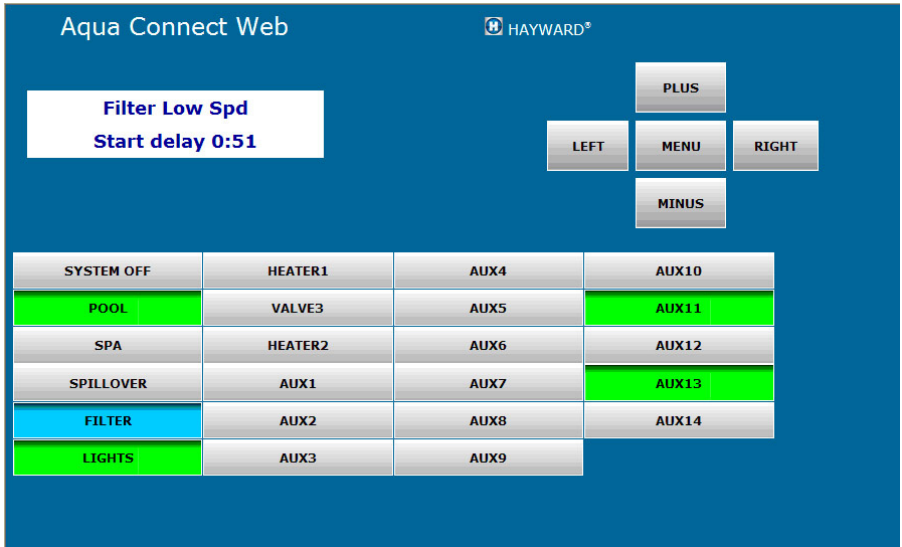 Aqua Connect Web
H HAYWARD®
Filter Low Spd
Start delay 0:51
PLUS
LEFT MENU RIGHT
MINUS
SYSTEM OFF HEATER1 AUX4 AUX10
POOL VALVE3 AUX5 AUX11
SPA HEATER2 AUX6 AUX12
SPILLOVER AUX1 AUX7 AUX13
FILTER AUX2 AUX8 AUX14
LIGHTS AUX3 AUX9